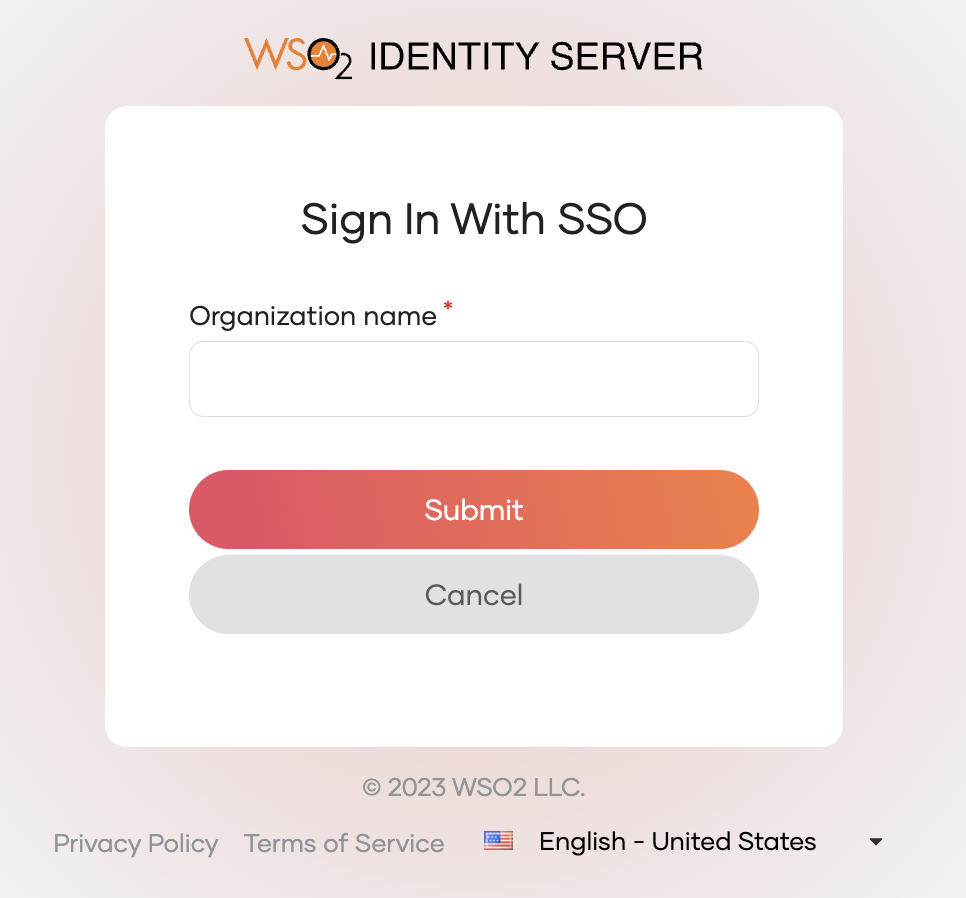 WSO2 IDENTITY SERVER
Sign In With SSO
Organization name *
Submit
Cancel
© 2023 WSO2 LLC.
Privacy Policy Terms of Service English - United States